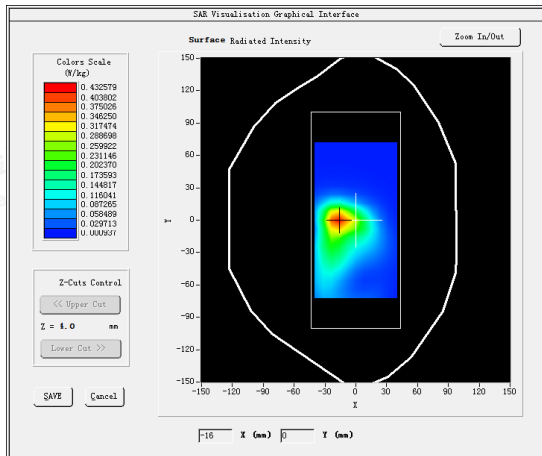 SAR Visualisation Graphical Interface
Surface Radiated Intensity
Zoom In/Out
Colors Scale
(W/kg)
0.432579
0.403802
0.375026
0.346250
0.317474
0.288698
0.259922
0.231146
0.202370
0.173593
0.144817
0.116041
0.087265
0.058489
0.029713
0.000937
Z-Cuts Control
<< Upper Cut
Z = 4.0 mm
Lower Cut >>
SAVE Cancel
150
120
90
60
30
0
-30
-60
-90
-120
-150
Y
-150 -120 -90 -60 -30 0 30 60 90 120 150
X
-16 X (mm) 0 Y (mm)